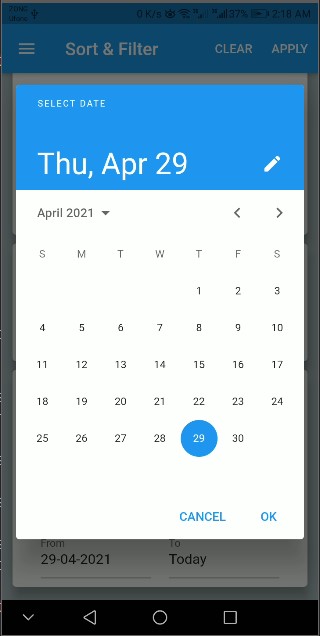 0 K/s 37% 2:18 AM
Sort & Filter CLEAR APPLY
SELECT DATE
Thu, Apr 29
April 2021
S M T W T F S
1 2 3
4 5 6 7 8 9 10
11 12 13 14 15 16 17
18 19 20 21 22 23 24
25 26 27 28 29 30
CANCEL OK
From To
29-04-2021 Today